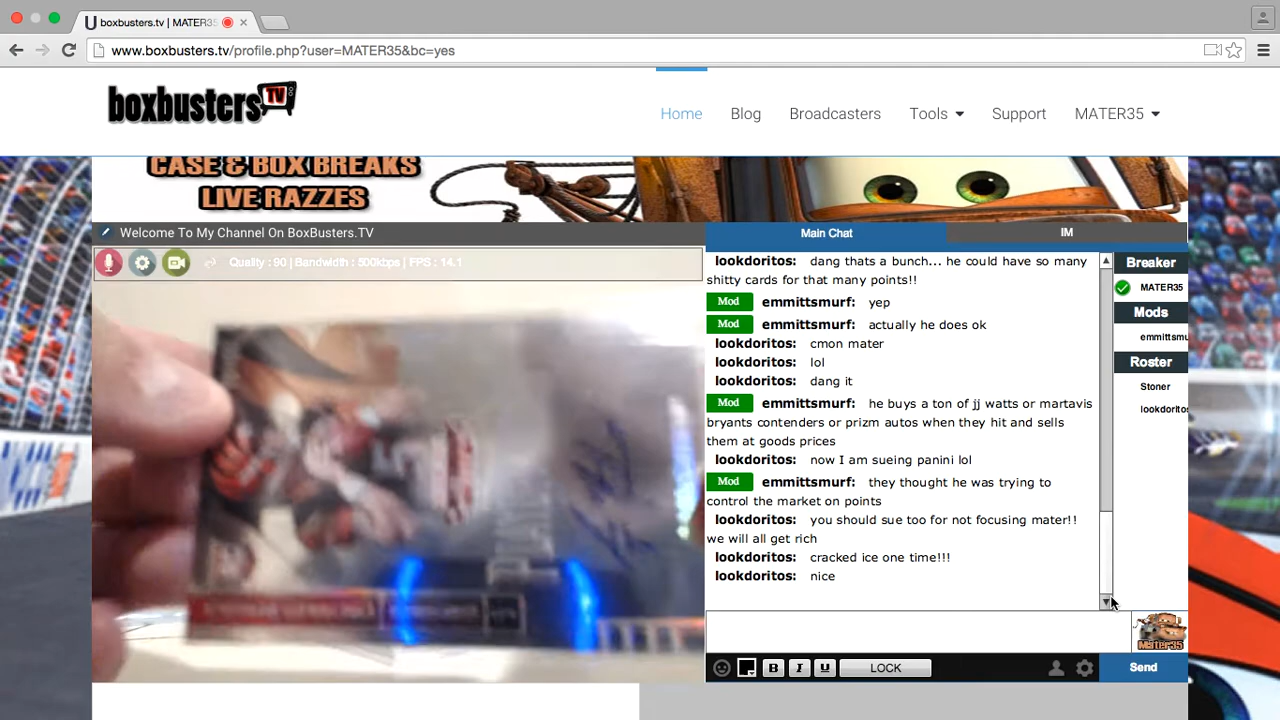 boxbusters.tv | MATER35
www.boxbusters.tv/profile.php?user=MATER35&bc=yes
boxbusters TV
Home Blog Broadcasters Tools Support MATER35
CASE & BOX BREAKS
LIVE RAZZES
Welcome To My Channel On BoxBusters.TV
Quality : 90 | Bandwidth : 500kbps | FPS : 14.1
Main Chat IM
lookdoritos: dang thats a bunch... he could have so many
shitty cards for that many points!!
Mod emmittsmurf: yep
Mod emmittsmurf: actually he does ok
lookdoritos: cmon mater
lookdoritos: lol
lookdoritos: dang it
Mod emmittsmurf: he buys a ton of jj watts or martavis
bryants contenders or prizm autos when they hit and sells
them at goods prices
lookdoritos: now I am sueing panini lol
Mod emmittsmurf: they thought he was trying to
control the market on points
lookdoritos: you should sue too for not focusing mater!!
we will all get rich
lookdoritos: cracked ice one time!!!
lookdoritos: nice
Breaker
MATER35
Mods
emmittsmu
Roster
Stoner
lookdoritos
Mater35
B I U LOCK Send